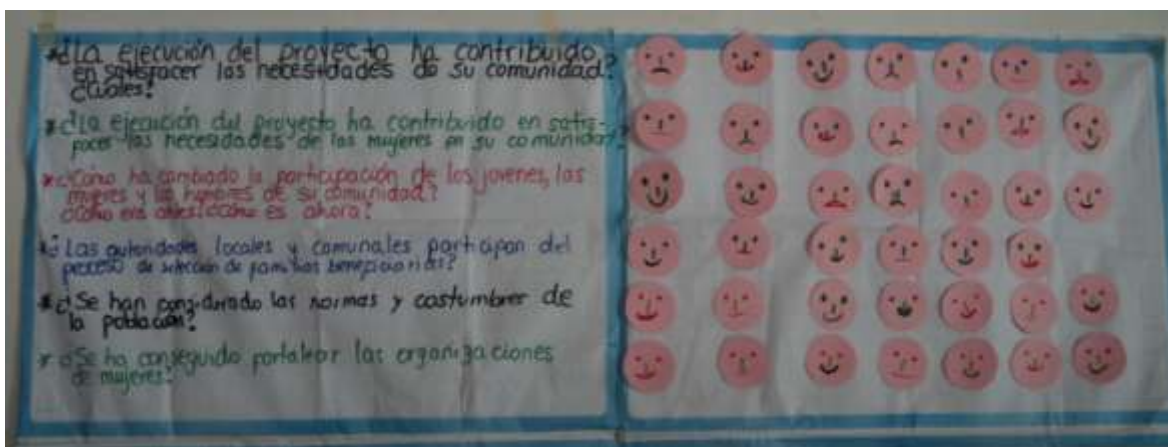 * ¿La ejecución del proyecto ha contribuido
en satisfacer las necesidades de su comunidad?
Cuales?
* ¿La ejecución del proyecto ha contribuido en satis-
facer las necesidades de las mujeres en su comunidad?
* ¿Cómo ha cambiado la participación de los jovenes, las
mujeres y los hombres de su comunidad?
¿Cómo era antes? ¿Cómo es ahora?
* ¿Las autoridades locales y comunales participan del
proceso de selección de familias beneficiarias?
* ¿Se han considerado las normas y costumbres de
la población?
* ¿Se ha conseguido fortalecer las organizaciones
de mujeres?